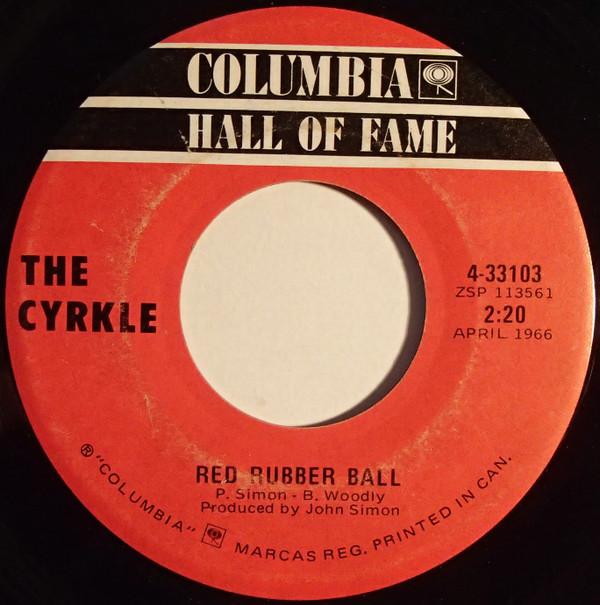 COLUMBIA
HALL OF FAME
THE
CYRKLE
4-33103
ZSP 113561
2:20
APRIL 1966
RED RUBBER BALL
P. Simon - B. Woodly
Produced by John Simon
® "COLUMBIA" MARCAS REG. PRINTED IN CAN.